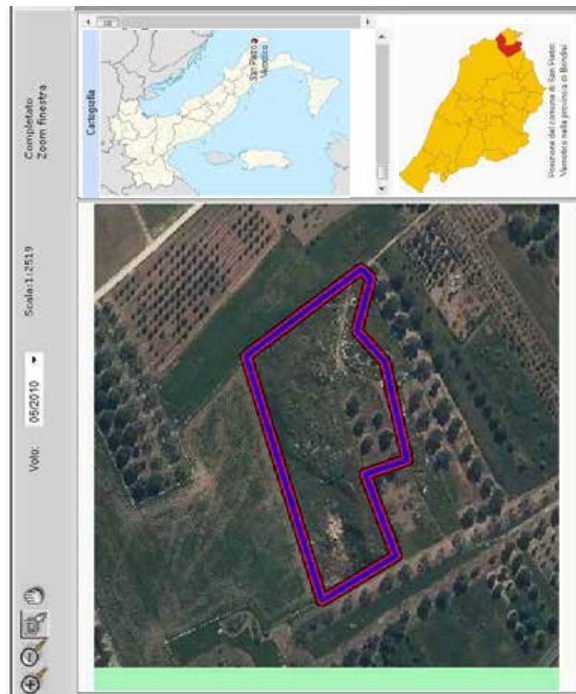 Volo: 05/2010
Scala:1:2519
Completato
Zoom finestra
Cartografia
San Pietro
Vernotico
Posizione del comune di San Pietro
Vernotico nella provincia di Brindisi